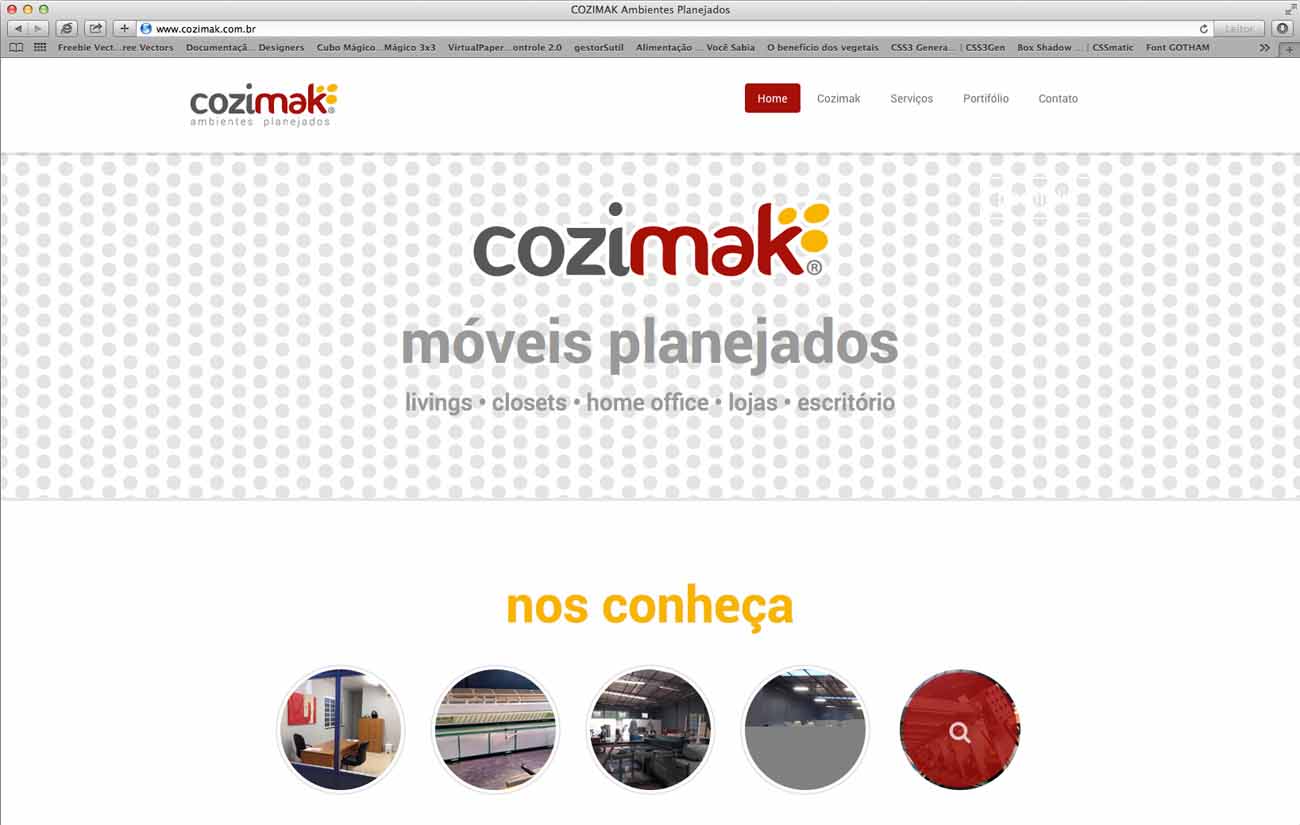 COZIMAK Ambientes Planejados
www.cozimak.com.br
Leitor
Freebie Vect...ree Vectors Documentaçã... Designers Cubo Mágico...Mágico 3x3 VirtualPaper...ontrole 2.0 gestorSutil Alimentação ... Você Sabia O benefício dos vegetais CSS3 Genera... | CSS3Gen Box Shadow ... | CSSmatic Font GOTHAM
cozimak®
ambientes planejados
Home Cozimak Serviços Portifólio Contato
cozimak®
móveis planejados
livings • closets • home office • lojas • escritório
nos conheça